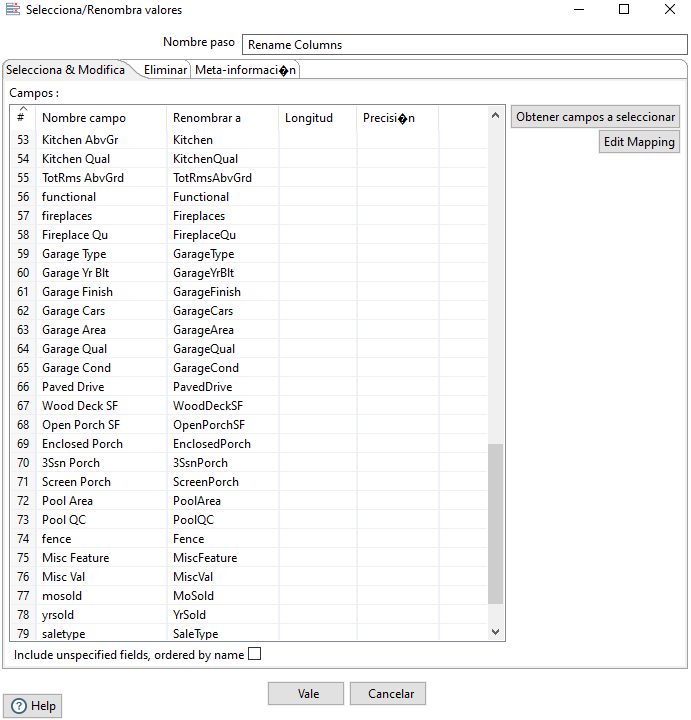 Selecciona/Renombra valores
Nombre paso Rename Columns
Selecciona & Modifica Eliminar Meta-informaci�n
Campos :
# Nombre campo Renombrar a Longitud Precisi�n
Obtener campos a seleccionar
Edit Mapping
53 Kitchen AbvGr Kitchen
54 Kitchen Qual KitchenQual
55 TotRms AbvGrd TotRmsAbvGrd
56 functional Functional
57 fireplaces Fireplaces
58 Fireplace Qu FireplaceQu
59 Garage Type GarageType
60 Garage Yr Blt GarageYrBlt
61 Garage Finish GarageFinish
62 Garage Cars GarageCars
63 Garage Area GarageArea
64 Garage Qual GarageQual
65 Garage Cond GarageCond
66 Paved Drive PavedDrive
67 Wood Deck SF WoodDeckSF
68 Open Porch SF OpenPorchSF
69 Enclosed Porch EnclosedPorch
70 3Ssn Porch 3SsnPorch
71 Screen Porch ScreenPorch
72 Pool Area PoolArea
73 Pool QC PoolQC
74 fence Fence
75 Misc Feature MiscFeature
76 Misc Val MiscVal
77 mosold MoSold
78 yrsold YrSold
79 saletype SaleType
Include unspecified fields, ordered by name
Vale Cancelar
Help